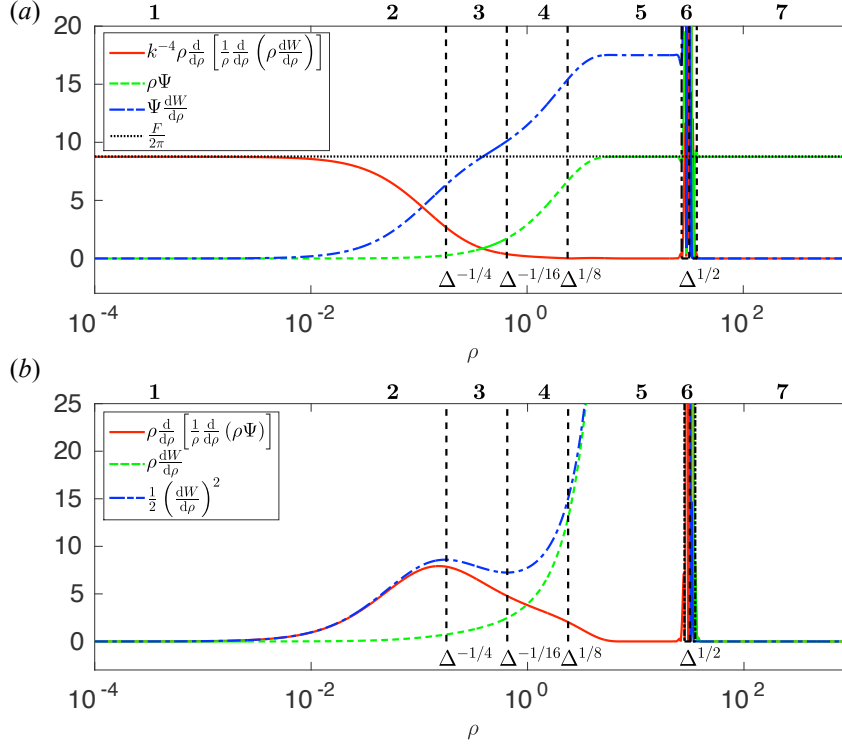 (a)
1 2 3 4 5 6 7
20
15
10
5
0
k^{-4}ρ d/dρ [1/ρ d/dρ (ρ dW/dρ)]
ρΨ
Ψ dW/dρ
F/2π
Δ^{-1/4} Δ^{-1/16} Δ^{1/8} Δ^{1/2}
10^{-4} 10^{-2} 10^{0} 10^{2}
ρ
(b)
1 2 3 4 5 6 7
25
20
15
10
5
0
ρ d/dρ [1/ρ d/dρ (ρΨ)]
ρ dW/dρ
1/2 (dW/dρ)^2
Δ^{-1/4} Δ^{-1/16} Δ^{1/8} Δ^{1/2}
10^{-4} 10^{-2} 10^{0} 10^{2}
ρ